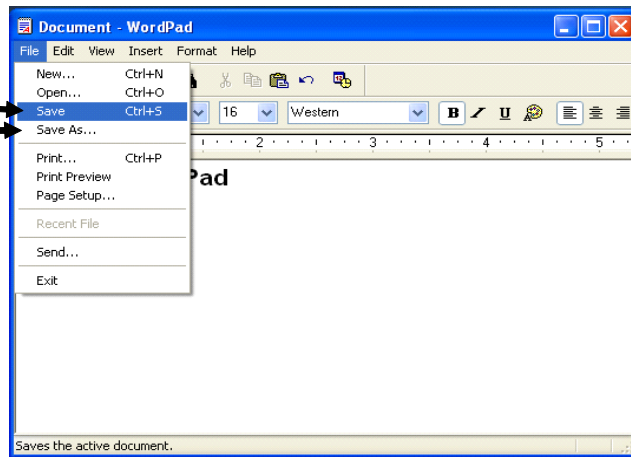 Document - WordPad
File Edit View Insert Format Help
New... Ctrl+N
Open... Ctrl+O
Save Ctrl+S
16 Western B U
Save As...
2 3 4 5
Print... Ctrl+P
Pad
Print Preview
Page Setup...
Recent File
Send...
Exit
Saves the active document.